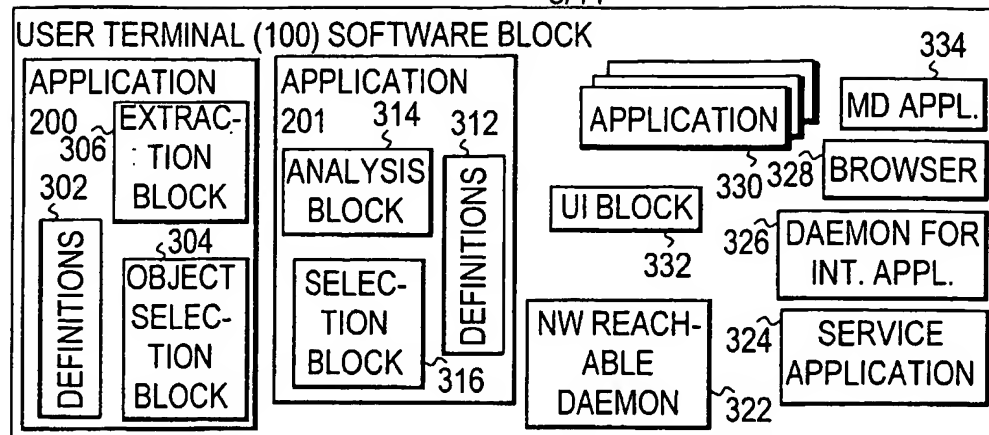 USER TERMINAL (100) SOFTWARE BLOCK
APPLICATION
200
306
EXTRAC-
TION
BLOCK
302
DEFINITIONS
304
OBJECT
SELEC-
TION
BLOCK
APPLICATION
201
314
312
ANALYSIS
BLOCK
DEFINITIONS
SELEC-
TION
BLOCK
316
APPLICATION
330
334
MD APPL.
328
BROWSER
UI BLOCK
332
326
DAEMON FOR
INT. APPL.
NW REACH-
ABLE
DAEMON
322
324
SERVICE
APPLICATION